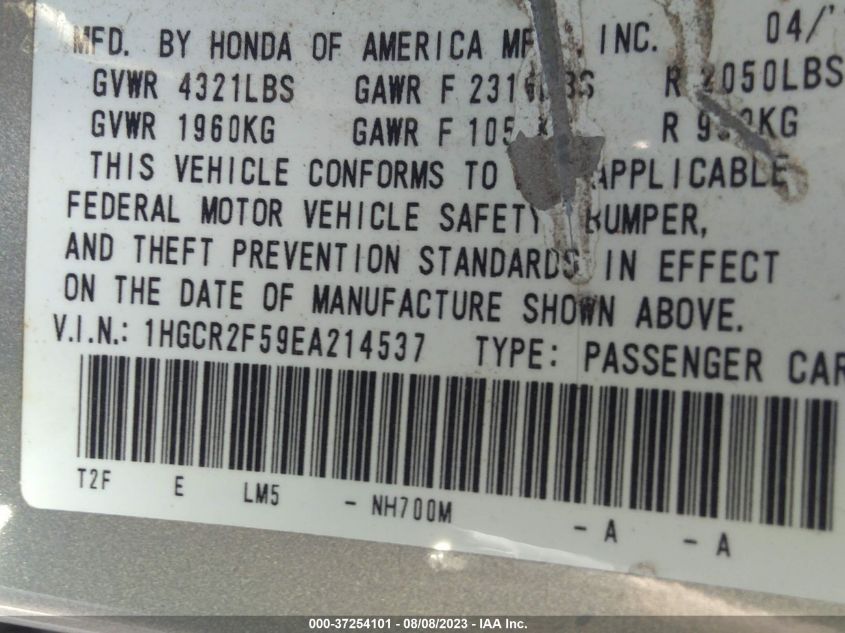 MFD. BY HONDA OF AMERICA INC. 04/
GVWR 4321LBS GAWR F R 2050LBS
GVWR 1960KG GAWR F R
THIS VEHICLE CONFORMS TO APPLICABLE
FEDERAL MOTOR VEHICLE SAFETY BUMPER,
AND THEFT PREVENTION STANDARDS IN EFFECT
ON THE DATE OF MANUFACTURE SHOWN ABOVE.
V.I.N.: 1HGCR2F59EA214537 TYPE: PASSENGER CAR
T2F E LM5 - NH700M - A - A
000-37254101 - 08/08/2023 - IAA Inc.